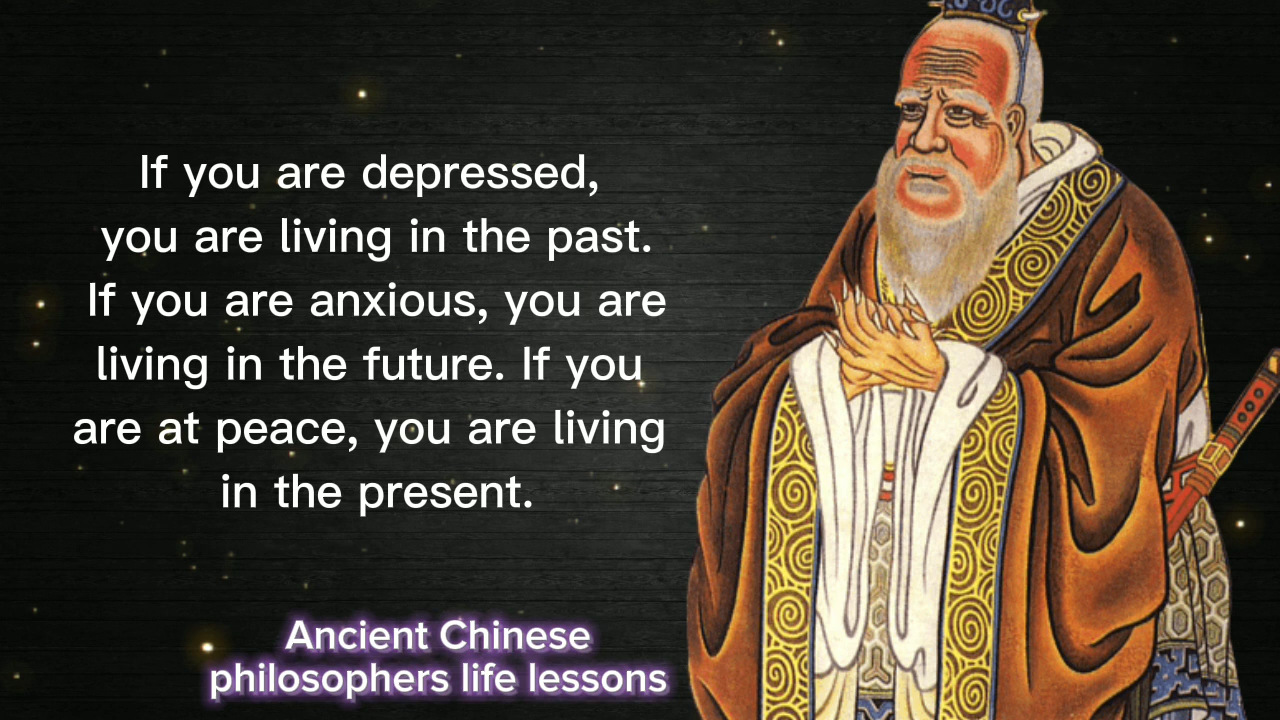 If you are depressed,
you are living in the past.
If you are anxious, you are
living in the future. If you
are at peace, you are living
in the present.
Ancient Chinese
philosophers life lessons